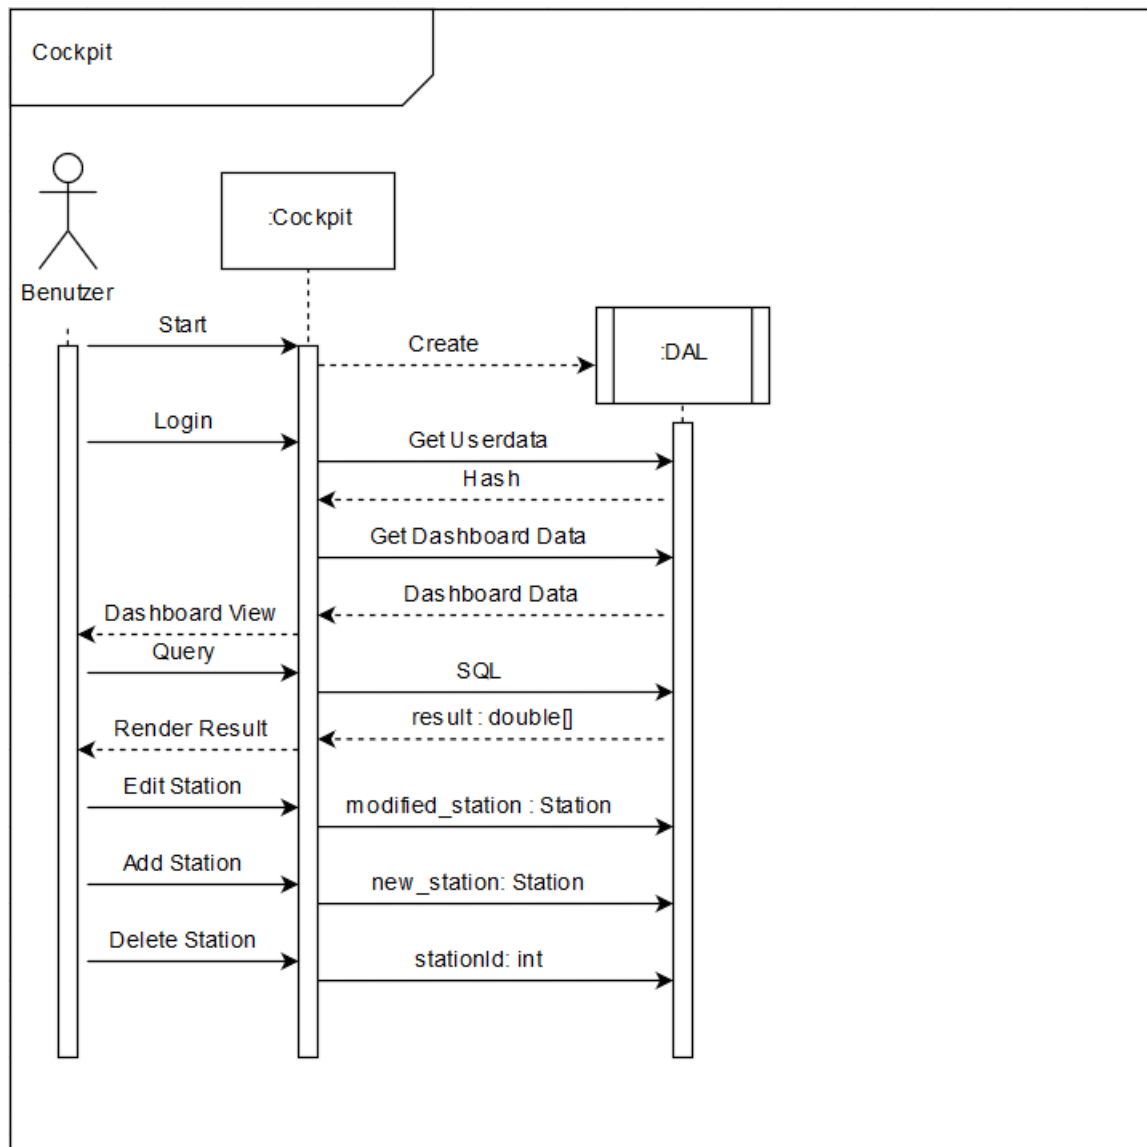 Cockpit
:Cockpit
Benutzer
Start
Create
:DAL
Login
Get Userdata
Hash
Get Dashboard Data
Dashboard Data
Dashboard View
Query
SQL
result : double[]
Render Result
Edit Station
modified_station : Station
Add Station
new_station: Station
Delete Station
stationId: int